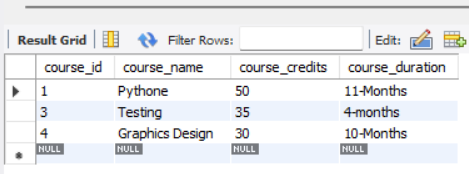 Result Grid Filter Rows: Edit:
course_id course_name course_credits course_duration
1 Pythone 50 11-Months
3 Testing 35 4-months
4 Graphics Design 30 10-Months
NULL NULL NULL NULL